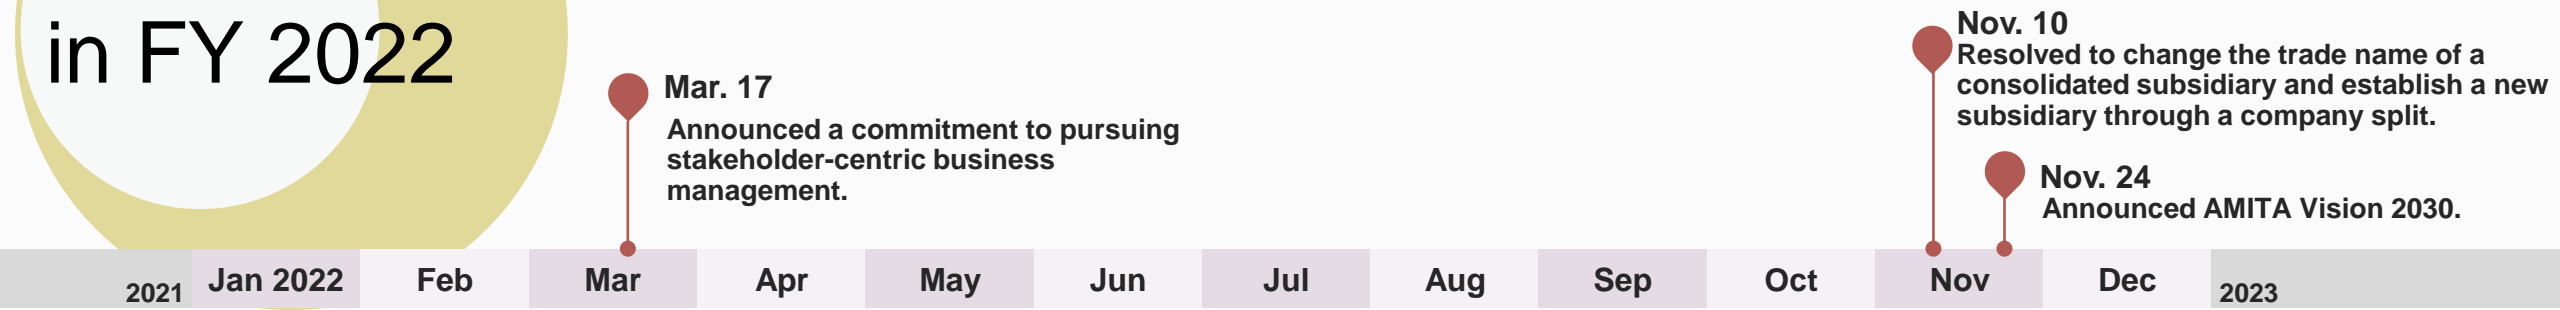 in FY 2022
Mar. 17
Announced a commitment to pursuing
stakeholder-centric business
management.
Nov. 10
Resolved to change the trade name of a
consolidated subsidiary and establish a new
subsidiary through a company split.
Nov. 24
Announced AMITA Vision 2030.
2021 Jan 2022 Feb Mar Apr May Jun Jul Aug Sep Oct Nov Dec 2023